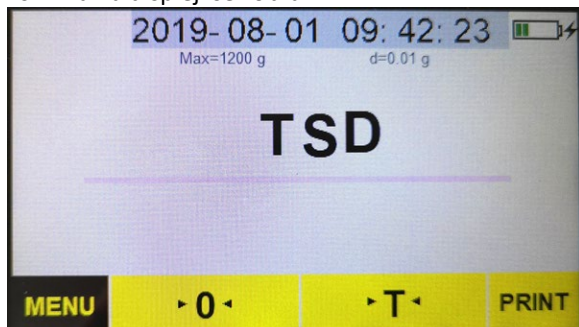 2019-08-01 09:42:23
Max=1200 g d=0.01 g
TSD
MENU ▸0◂ ▸T◂ PRINT